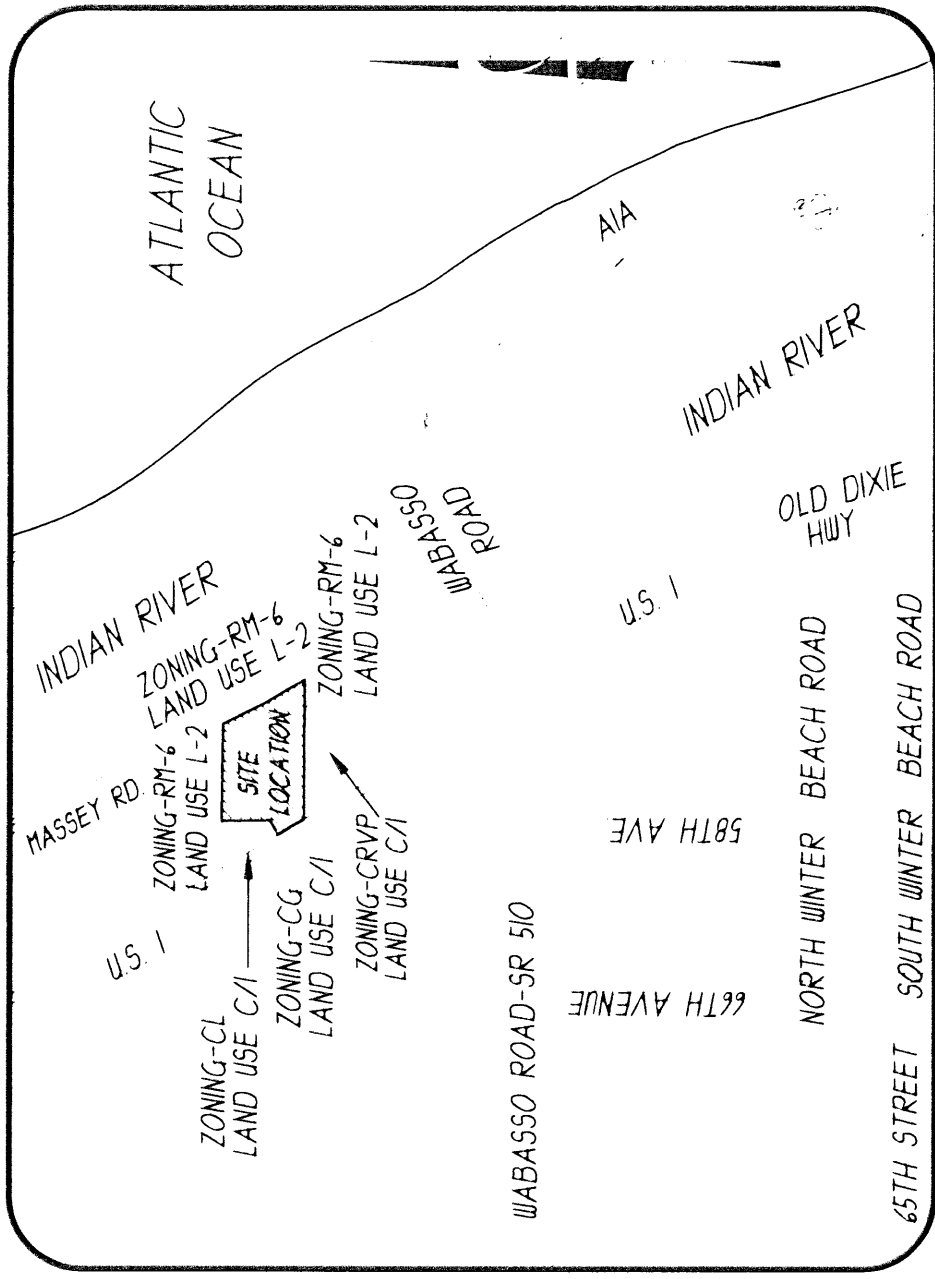 ATLANTIC
OCEAN
A1A
INDIAN RIVER
INDIAN RIVER
MASSEY RD.
ZONING-RM-6
LAND USE L-2
ZONING-RM-6
LAND USE L-2
SITE
LOCATION
ZONING-RM-6
LAND USE L-2
WABASSO
ROAD
OLD DIXIE
HWY
U.S. 1
U.S. 1
ZONING-CL
LAND USE C/I
ZONING-CG
LAND USE C/I
ZONING-CRVP
LAND USE C/I
58TH AVE
66TH AVENUE
WABASSO ROAD-SR 510
NORTH WINTER BEACH ROAD
65TH STREET SOUTH WINTER BEACH ROAD